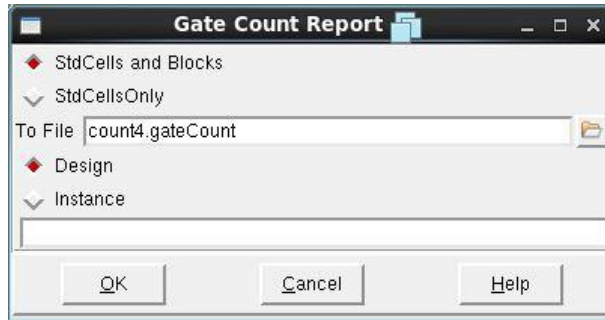 Gate Count Report
StdCells and Blocks
StdCellsOnly
To File count4.gateCount
Design
Instance
OK Cancel Help